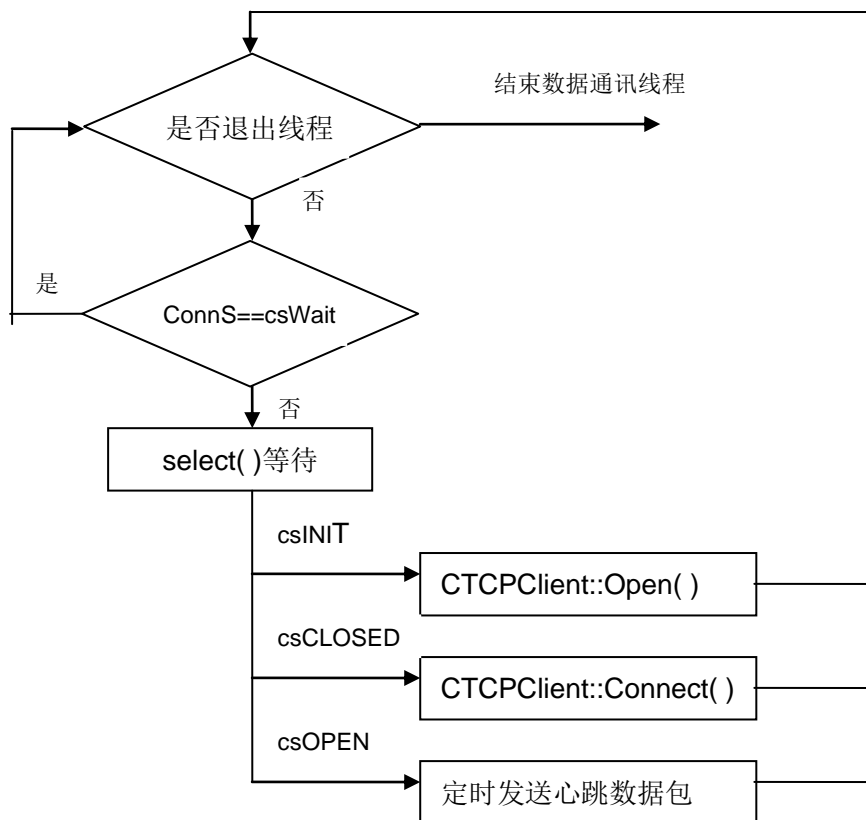 结束数据通讯线程
是否退出线程
否
是
ConnS==csWait
否
select( )等待
csINIT
CTCPClient::Open( )
csCLOSED
CTCPClient::Connect( )
csOPEN
定时发送心跳数据包